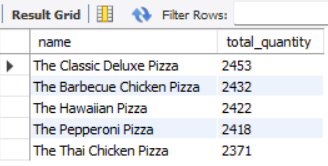 Result Grid Filter Rows:
name total_quantity
The Classic Deluxe Pizza 2453
The Barbecue Chicken Pizza 2432
The Hawaiian Pizza 2422
The Pepperoni Pizza 2418
The Thai Chicken Pizza 2371